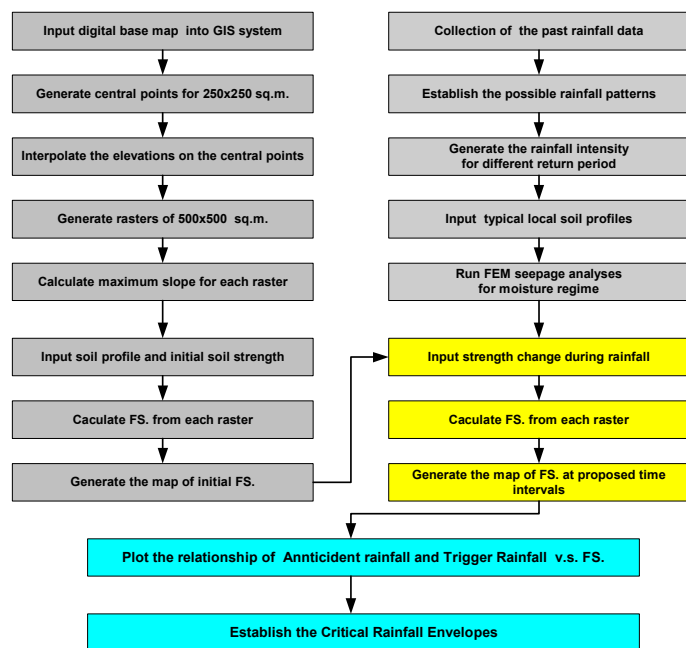 Input digital base map into GIS system
Generate central points for 250x250 sq.m.
Interpolate the elevations on the central points
Generate rasters of 500x500 sq.m.
Calculate maximum slope for each raster
Input soil profile and initial soil strength
Caculate FS. from each raster
Generate the map of initial FS.
Collection of the past rainfall data
Establish the possible rainfall patterns
Generate the rainfall intensity
for different return period
Input typical local soil profiles
Run FEM seepage analyses
for moisture regime
Input strength change during rainfall
Caculate FS. from each raster
Generate the map of FS. at proposed time
intervals
Plot the relationship of Annticident rainfall and Trigger Rainfall v.s. FS.
Establish the Critical Rainfall Envelopes